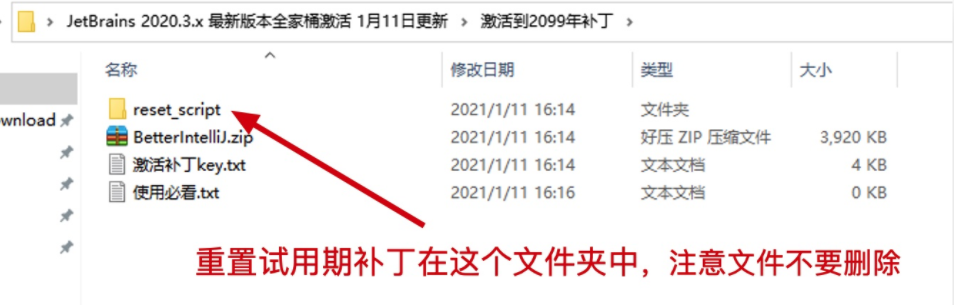 JetBrains 2020.3.x 最新版本全家桶激活 1月11日更新 > 激活到2099年补丁 >
名称 修改日期 类型 大小
reset_script 2021/1/11 16:14 文件夹
wnload
BetterIntelliJ.zip 2021/1/11 16:14 好压 ZIP 压缩文件 3,920 KB
激活补丁key.txt 2021/1/11 16:14 文本文档 4 KB
使用必看.txt 2021/1/11 16:16 文本文档 0 KB
重置试用期补丁在这个文件夹中，注意文件不要删除